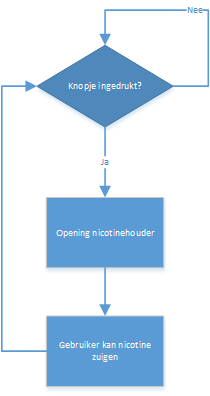 Nee
Knopje ingedrukt?
Ja
Opening nicotinehouder
Gebruiker kan nicotine
zuigen